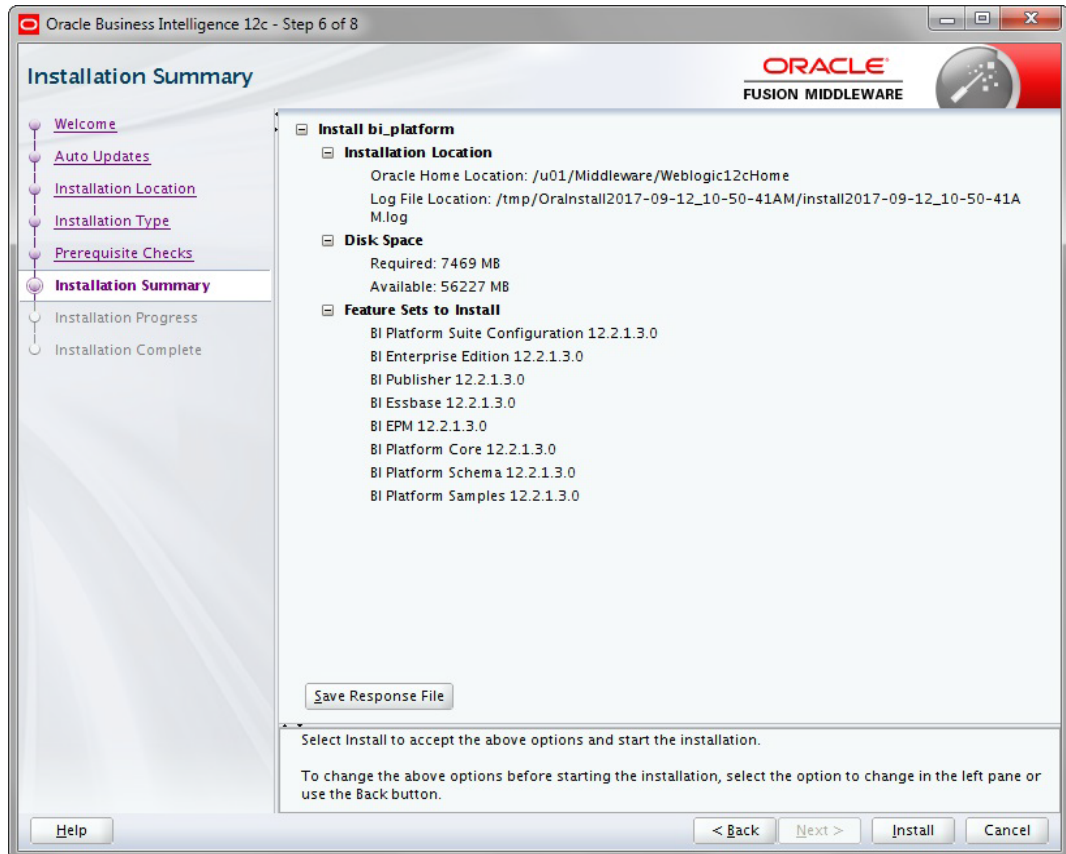 Oracle Business Intelligence 12c - Step 6 of 8
Installation Summary
ORACLE
FUSION MIDDLEWARE
Welcome
Auto Updates
Installation Location
Installation Type
Prerequisite Checks
Installation Summary
Installation Progress
Installation Complete
Install bi_platform
Installation Location
Oracle Home Location: /u01/Middleware/Weblogic12cHome
Log File Location: /tmp/OraInstall2017-09-12_10-50-41AM/install2017-09-12_10-50-41A
M.log
Disk Space
Required: 7469 MB
Available: 56227 MB
Feature Sets to Install
BI Platform Suite Configuration 12.2.1.3.0
BI Enterprise Edition 12.2.1.3.0
BI Publisher 12.2.1.3.0
BI Essbase 12.2.1.3.0
BI EPM 12.2.1.3.0
BI Platform Core 12.2.1.3.0
BI Platform Schema 12.2.1.3.0
BI Platform Samples 12.2.1.3.0
Save Response File
Select Install to accept the above options and start the installation.
To change the above options before starting the installation, select the option to change in the left pane or
use the Back button.
Help
< Back
Next >
Install
Cancel